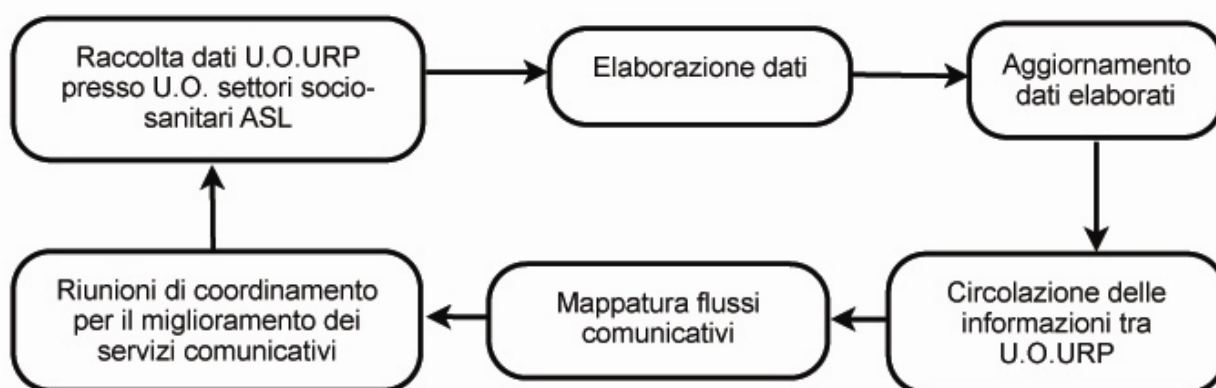 Raccolta dati U.O.URP
presso U.O. settori socio-
sanitari ASL
Elaborazione dati
Aggiornamento
dati elaborati
Circolazione delle
informazioni tra
U.O.URP
Mappatura flussi
comunicativi
Riunioni di coordinamento
per il miglioramento dei
servizi comunicativi